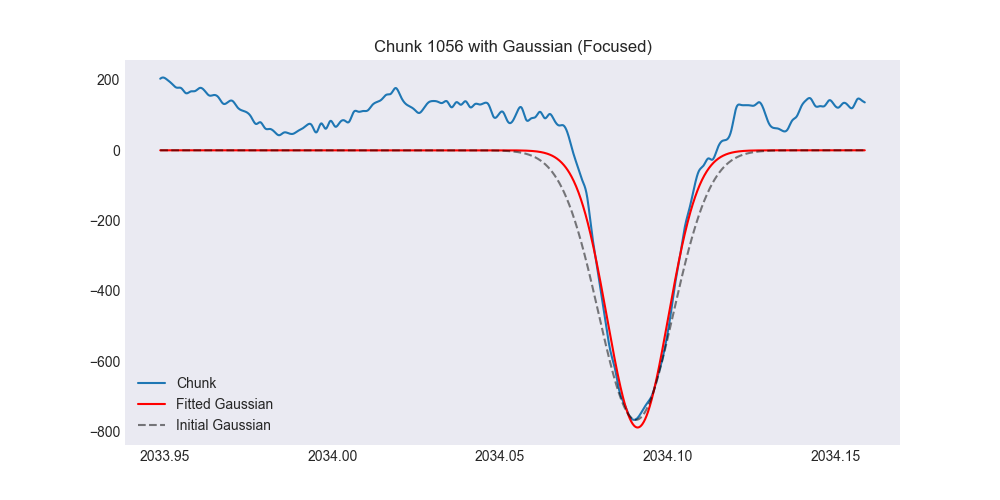 Chunk 1056 with Gaussian (Focused)
200
0
−200
−400
−600
−800
Chunk
Fitted Gaussian
Initial Gaussian
2033.95 2034.00 2034.05 2034.10 2034.15